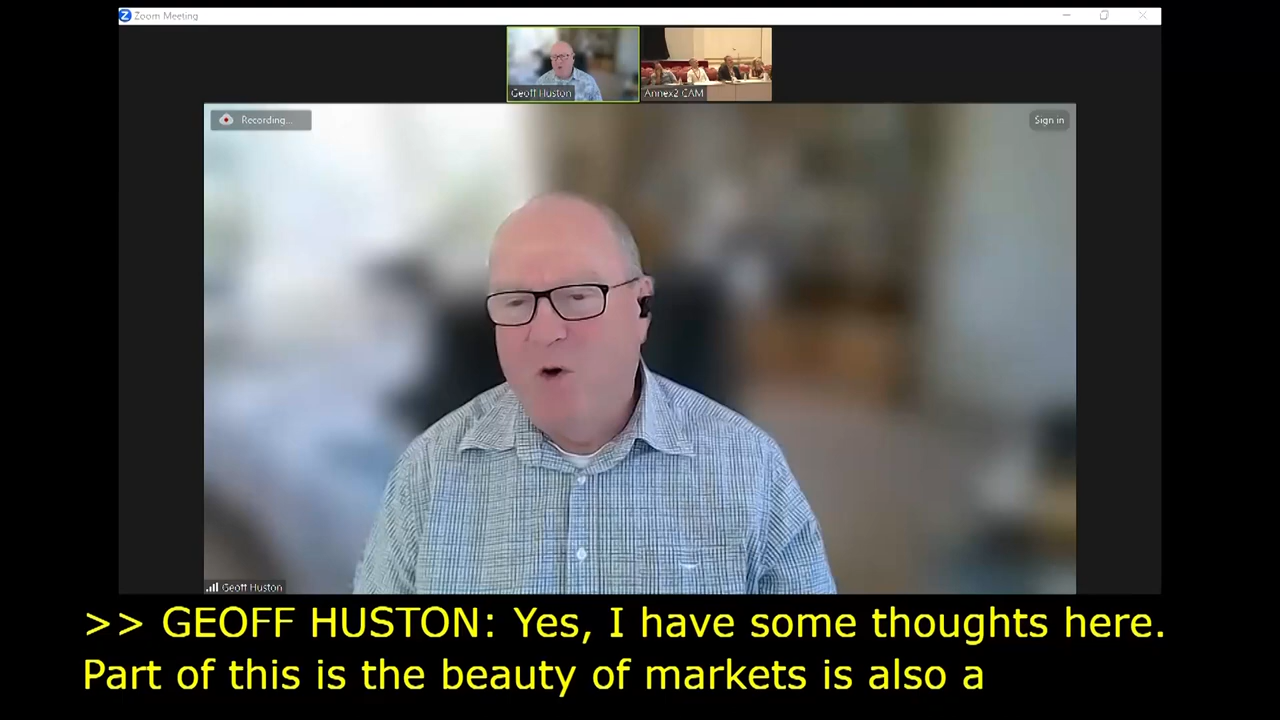 Zoom Meeting
Geoff Huston
Annex2 CAM
Recording...
Sign in
Geoff Huston
>> GEOFF HUSTON: Yes, I have some thoughts here.
Part of this is the beauty of markets is also a